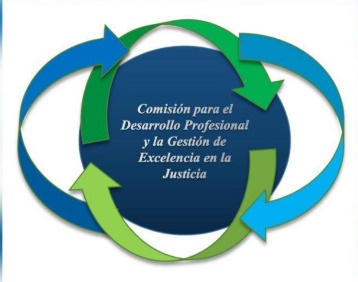 Comisión para el
Desarrollo Profesional
y la Gestión de
Excelencia en la
Justicia